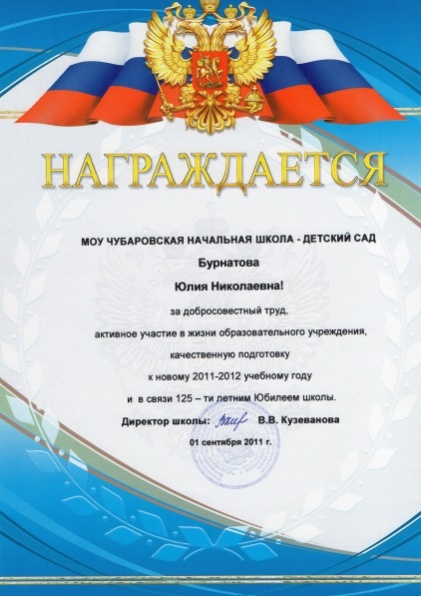 НАГРАЖДАЕТСЯ
МОУ ЧУБАРОВСКАЯ НАЧАЛЬНАЯ ШКОЛА - ДЕТСКИЙ САД
Бурнатова
Юлия Николаевна!
за добросовестный труд,
активное участие в жизни образовательного учреждения,
качественную подготовку
к новому 2011-2012 учебному году
и в связи 125 – ти летним Юбилеем школы.
Директор школы: В.В. Кузеванова
01 сентября 2011 г.